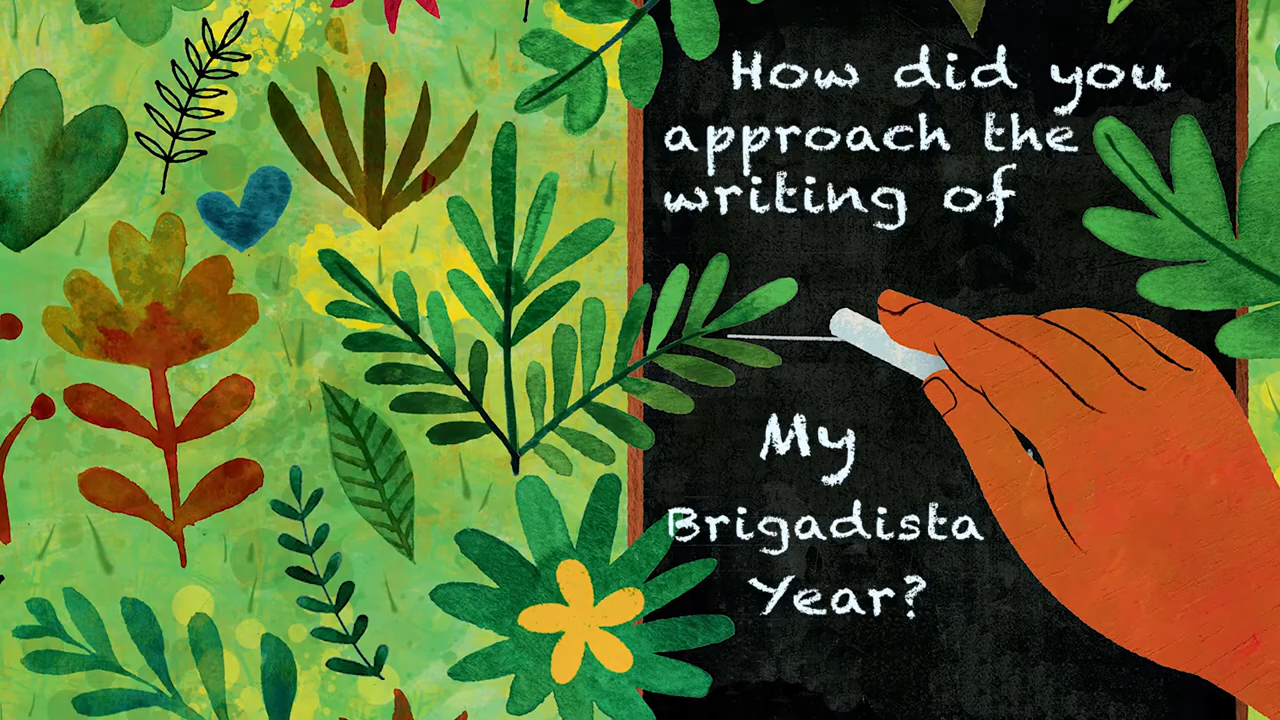 How did you
approach the
writing of
My
Brigadista
Year?